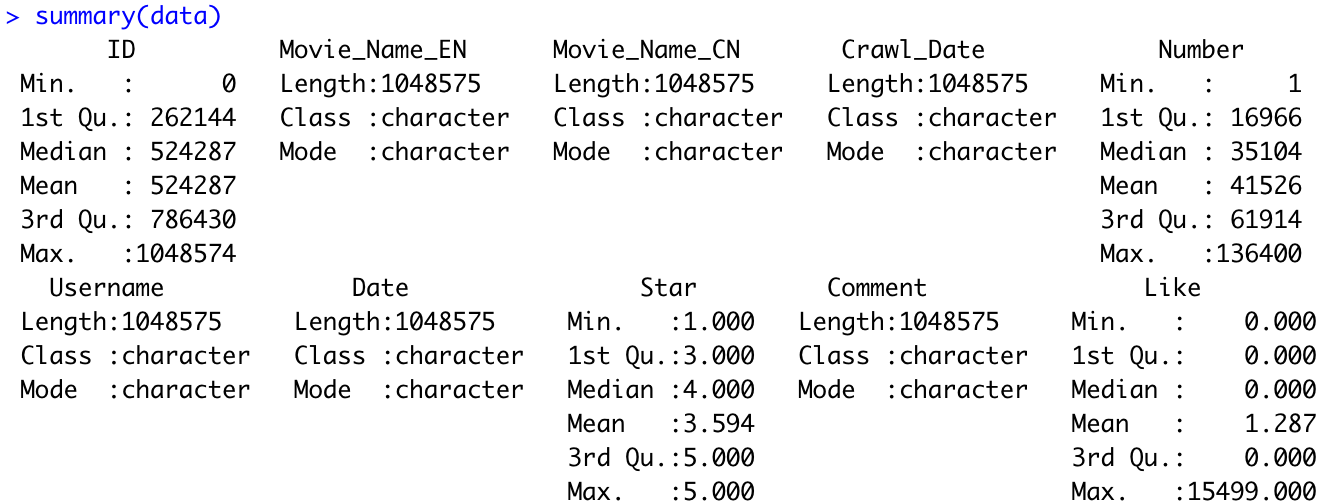 > summary(data)
ID Movie_Name_EN Movie_Name_CN Crawl_Date Number
Min. : 0 Length:1048575 Length:1048575 Length:1048575 Min. : 1
1st Qu.: 262144 Class :character Class :character Class :character 1st Qu.: 16966
Median : 524287 Mode :character Mode :character Mode :character Median : 35104
Mean : 524287 Mean : 41526
3rd Qu.: 786430 3rd Qu.: 61914
Max. :1048574 Max. :136400
Username Date Star Comment Like
Length:1048575 Length:1048575 Min. :1.000 Length:1048575 Min. : 0.000
Class :character Class :character 1st Qu.:3.000 Class :character 1st Qu.: 0.000
Mode :character Mode :character Median :4.000 Mode :character Median : 0.000
Mean :3.594 Mean : 1.287
3rd Qu.:5.000 3rd Qu.: 0.000
Max. :5.000 Max. :15499.000